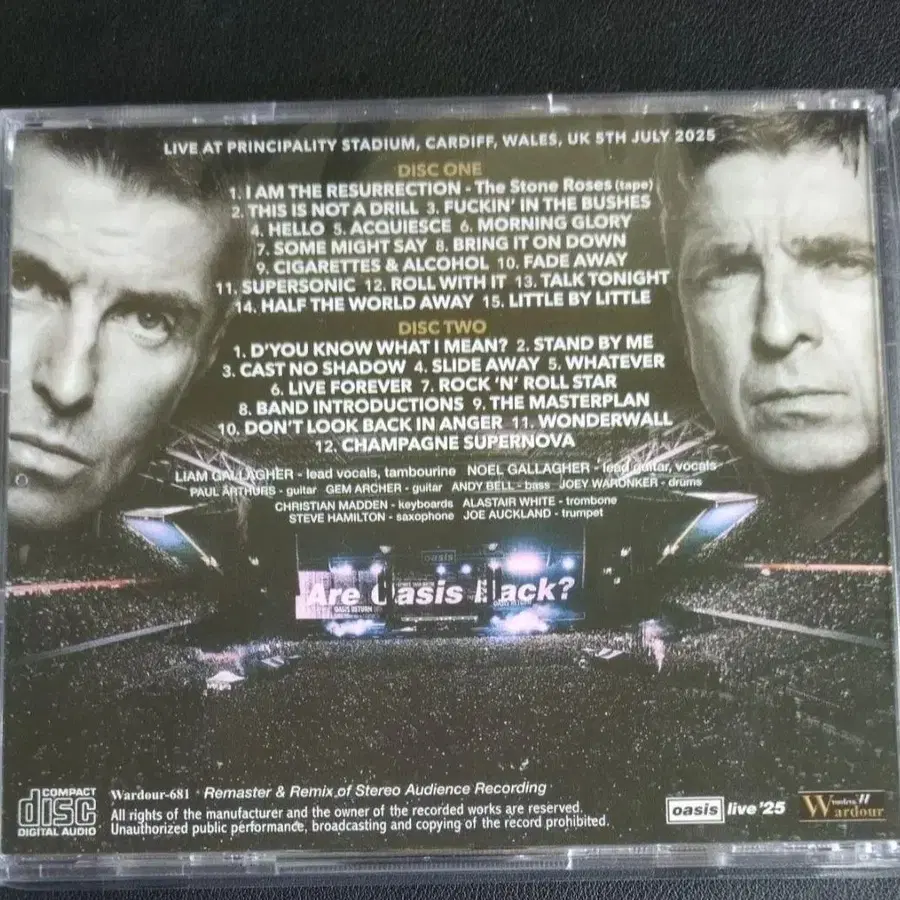 LIVE AT PRINCIPALITY STADIUM, CARDIFF, WALES, UK 5TH JULY 2025
DISC ONE
1. I AM THE RESURRECTION - The Stone Roses (tape)
2. THIS IS NOT A DRILL 3. FUCKIN' IN THE BUSHES
4. HELLO 5. ACQUIESCE 6. MORNING GLORY
7. SOME MIGHT SAY 8. BRING IT ON DOWN
9. CIGARETTES & ALCOHOL 10. FADE AWAY
11. SUPERSONIC 12. ROLL WITH IT 13. TALK TONIGHT
14. HALF THE WORLD AWAY 15. LITTLE BY LITTLE
DISC TWO
1. D'YOU KNOW WHAT I MEAN? 2. STAND BY ME
3. CAST NO SHADOW 4. SLIDE AWAY 5. WHATEVER
6. LIVE FOREVER 7. ROCK 'N' ROLL STAR
8. BAND INTRODUCTIONS 9. THE MASTERPLAN
10. DON'T LOOK BACK IN ANGER 11. WONDERWALL
12. CHAMPAGNE SUPERNOVA
LIAM GALLAGHER - lead vocals, tambourine NOEL GALLAGHER - lead guitar, vocals
PAUL ARTHURS - guitar GEM ARCHER - guitar ANDY BELL - bass JOEY WARONKER - drums
CHRISTIAN MADDEN - keyboards ALASTAIR WHITE - trombone
STEVE HAMILTON - saxophone JOE AUCKLAND - trumpet
oasis
Are Oasis Back?
OASIS RETURN
COMPACT
disc
DIGITAL AUDIO
Wardour-681 Remaster & Remix of Stereo Audience Recording
All rights of the manufacturer and the owner of the recorded works are reserved.
Unauthorized public performance, broadcasting and copying of the record prohibited.
oasis live '25
Wardour